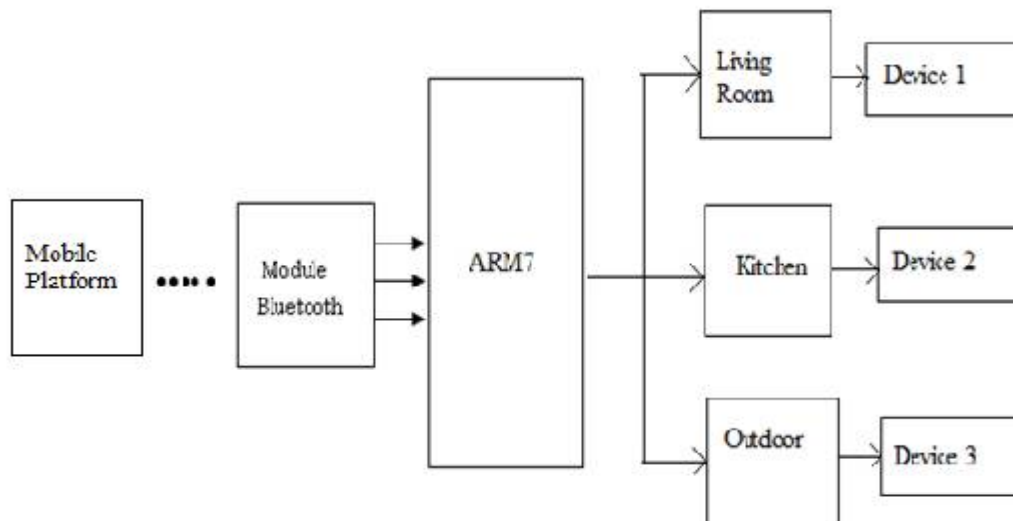 Mobile
Platform
Module
Bluetooth
ARM7
Living
Room
Device 1
Kitchen
Device 2
Outdoor
Device 3